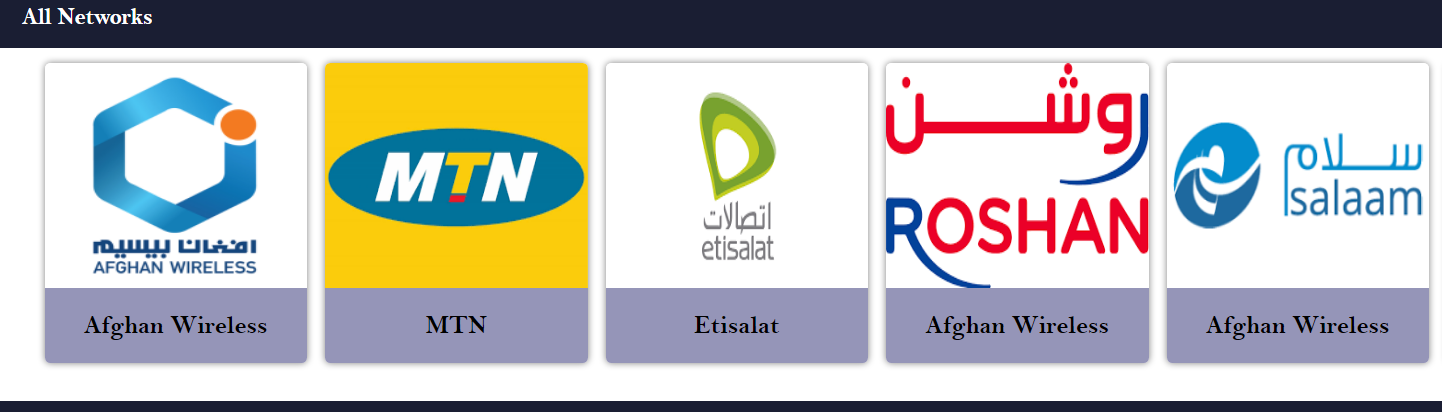 All Networks
افغان بیسیم
AFGHAN WIRELESS
Afghan Wireless
MTN
MTN
اتصالات
etisalat
Etisalat
روشن
ROSHAN
Afghan Wireless
سلام
salaam
Afghan Wireless